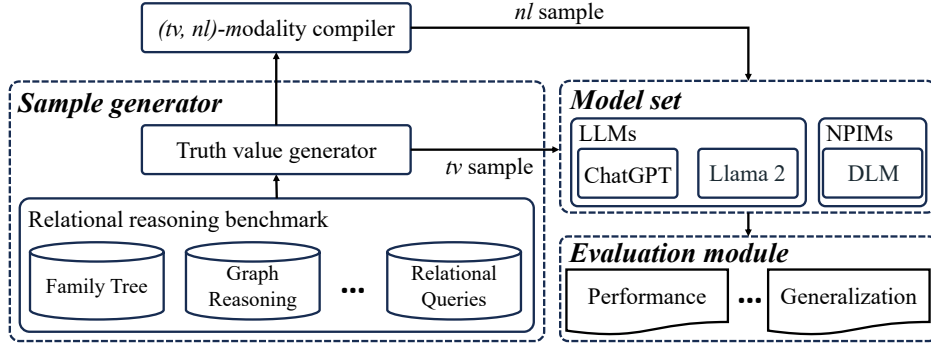 (tv, nl)-modality compiler
nl sample
Sample generator
Truth value generator
tv sample
Relational reasoning benchmark
Family Tree
Graph
Reasoning
...
Relational
Queries
Model set
LLMs
ChatGPT
Llama 2
NPIMs
DLM
Evaluation module
Performance
...
Generalization